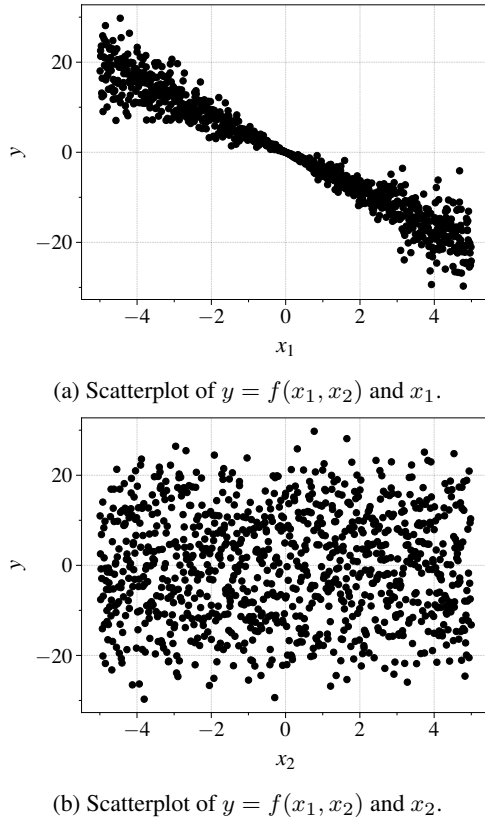 20
0
−20
y
−4 −2 0 2 4
x₁
(a) Scatterplot of y = f(x₁, x₂) and x₁.
20
0
−20
y
−4 −2 0 2 4
x₂
(b) Scatterplot of y = f(x₁, x₂) and x₂.